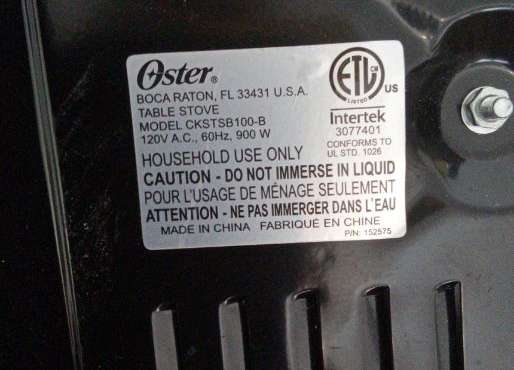 Oster®
BOCA RATON, FL 33431 U.S.A.
TABLE STOVE
MODEL CKSTSB100-B
120V A.C., 60Hz, 900 W
HOUSEHOLD USE ONLY
CAUTION - DO NOT IMMERSE IN LIQUID
POUR L'USAGE DE MÉNAGE SEULEMENT
ATTENTION - NE PAS IMMERGER DANS L'EAU
MADE IN CHINA FABRIQUÉ EN CHINE
P/N: 152575
ETL CM
LISTED
US
Intertek
3077401
CONFORMS TO
UL STD. 1026